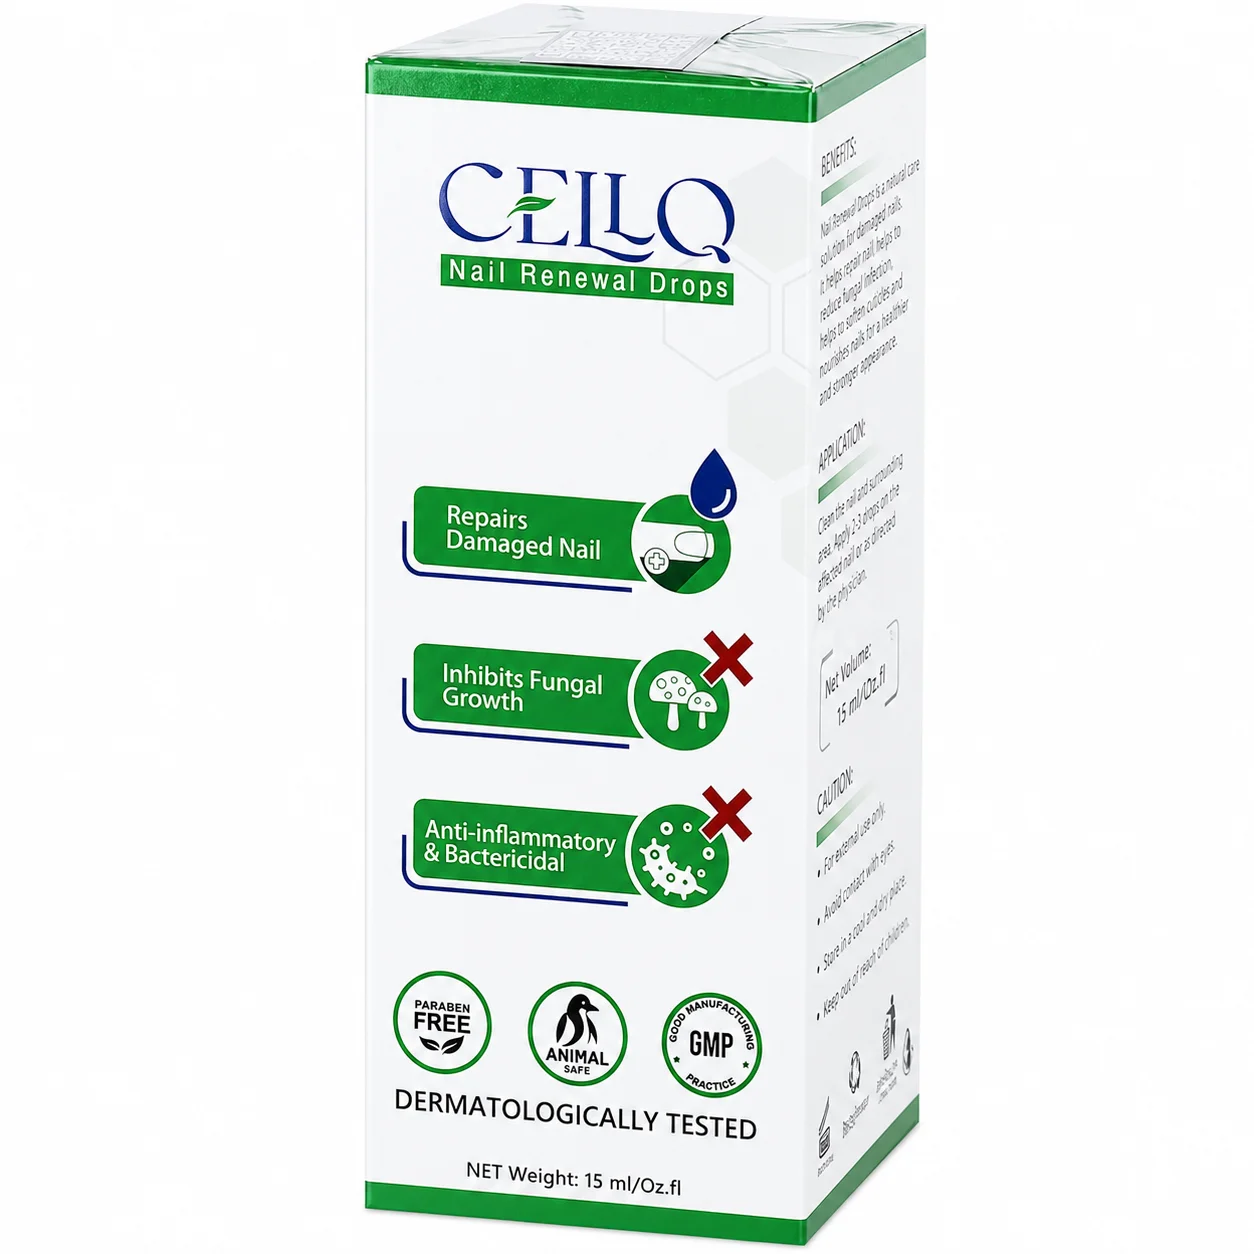 CELLQ
Nail Renewal Drops
Repairs
Damaged Nail
Inhibits Fungal
Growth
Anti-inflammatory
& Bactericidal
PARABEN
FREE
ANIMAL
SAFE
GOOD MANUFACTURING
GMP
PRACTICE
DERMATOLOGICALLY TESTED
NET Weight: 15 ml/Oz.fl
BENEFITS:
Nail Renewal Drops is a natural care
solution for damaged nails.
It helps repair nail, helps to
reduce fungal infection,
helps to soften cuticles and
nourishes nails for a healthier
and stronger appearance.
APPLICATION:
Clean the nail and surrounding
area. Apply 2-3 drops on the
affected nail or as directed
by the physician.
Net Volume:
15 ml/Oz.fl
CAUTION:
• For external use only.
• Avoid contact with eyes.
• Store in a cool and dry place.
• Keep out of reach of children.